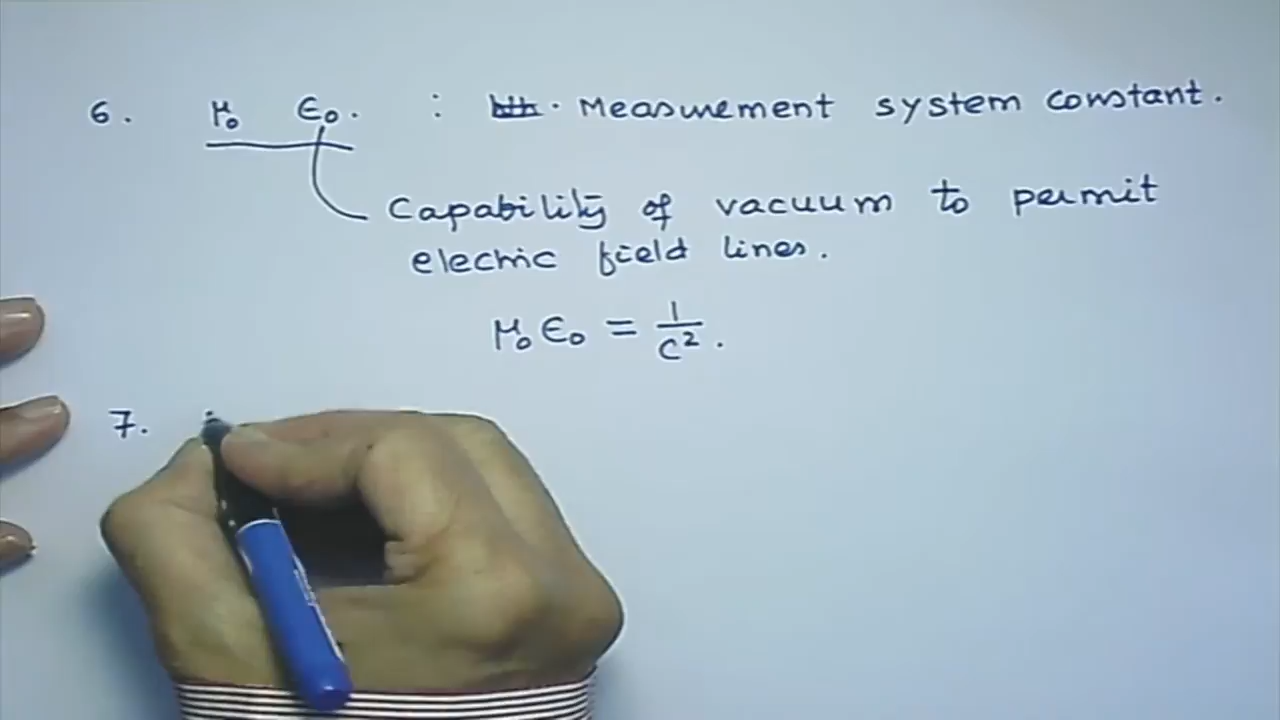 6. μ₀ ε₀. : Measurement system constant.
Capability of vacuum to permit
electric field lines.
μ₀ε₀ = 1/c².
7.